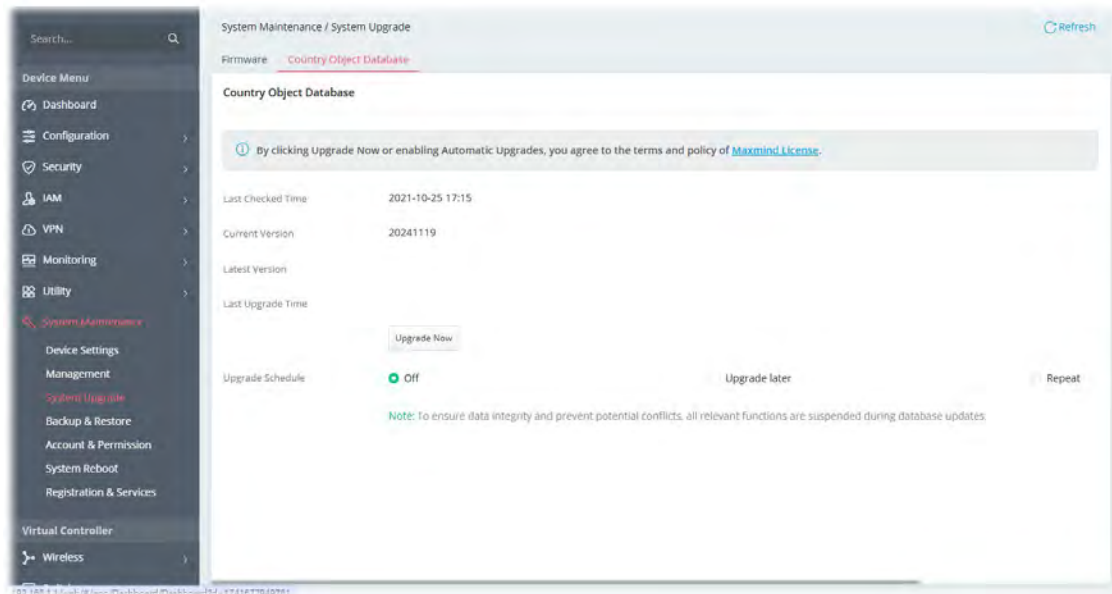 Search...
Device Menu
Dashboard
Configuration
Security
IAM
VPN
Monitoring
Utility
System Maintenance
Device Settings
Management
System Upgrade
Backup & Restore
Account & Permission
System Reboot
Registration & Services
Virtual Controller
Wireless
System Maintenance / System Upgrade
Refresh
Firmware Country Object Database
Country Object Database
By clicking Upgrade Now or enabling Automatic Upgrades, you agree to the terms and policy of Maxmind License.
Last Checked Time 2021-10-25 17:15
Current Version 20241119
Latest Version
Last Upgrade Time
Upgrade Now
Upgrade Schedule Off Upgrade later Repeat
Note: To ensure data integrity and prevent potential conflicts, all relevant functions are suspended during database updates.